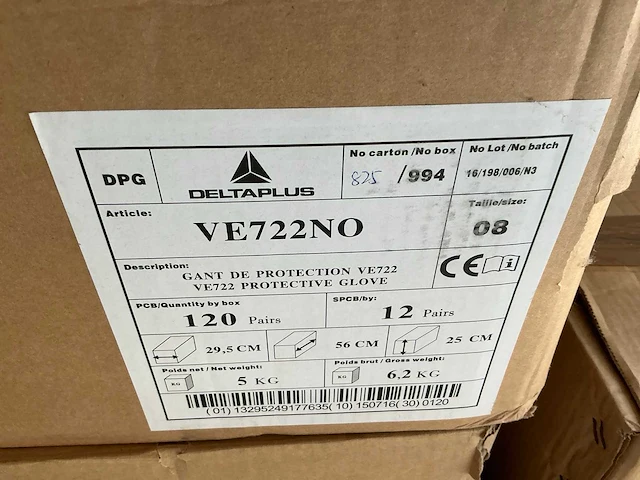 DPG
DELTAPLUS
No carton /No box
825 /994
No Lot /No batch
16/198/006/N3
Article:
VE722NO
Taille/size:
08
Description:
GANT DE PROTECTION VE722
VE722 PROTECTIVE GLOVE
CE i
PCB/Quantity by box
120 Pairs
SPCB/by:
12 Pairs
29,5 CM
56 CM
25 CM
Poids net / Net weight:
KG 5 KG
Poids brut / Gross weight:
KG 6.2 KG
(01) 13295249177635(10)150716(30)0120